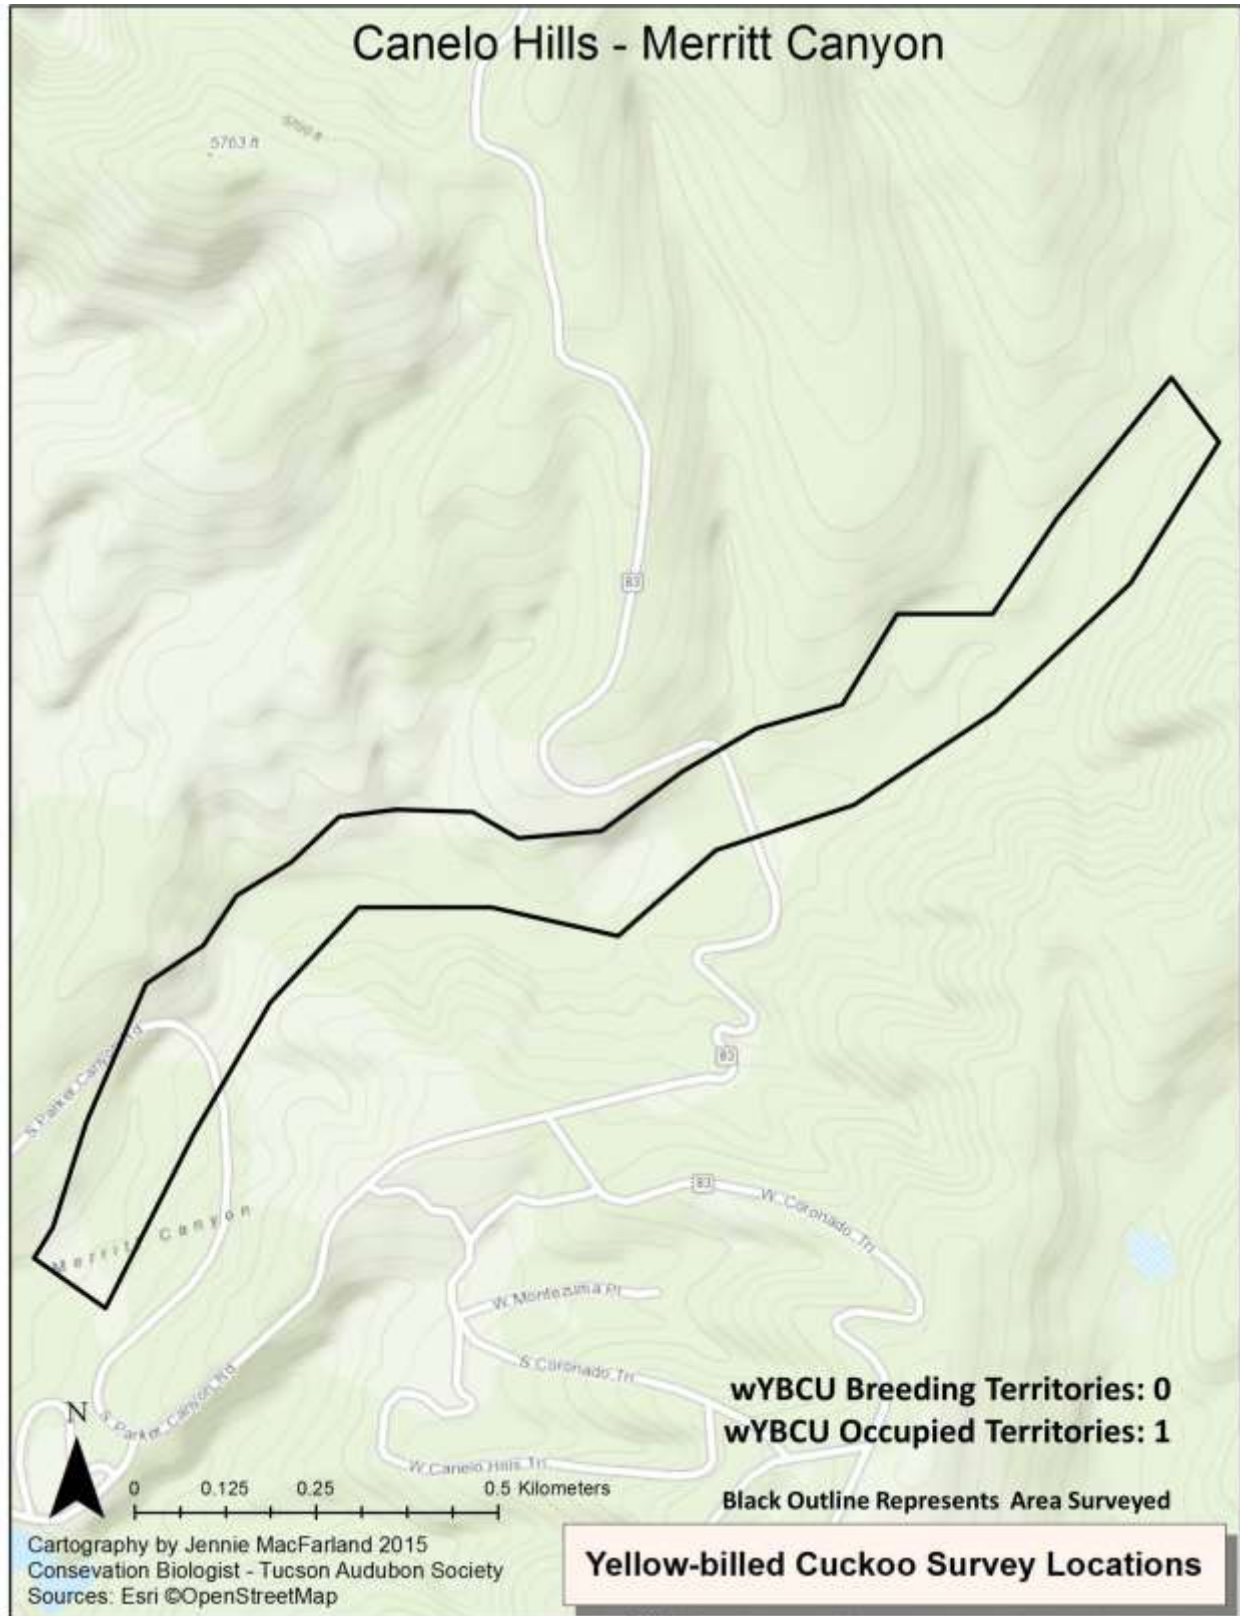 Canelo Hills - Merritt Canyon
5763 ft
83
S Parker Canyon Rd
83
83
W Coronado Trl
Merritt Canyon
W Montezuma Pl
S Coronado Trl
S Parker Canyon Rd
W Canelo Hills Trl
wYBCU Breeding Territories: 0
wYBCU Occupied Territories: 1
N
0 0.125 0.25 0.5 Kilometers
Black Outline Represents Area Surveyed
Cartography by Jennie MacFarland 2015
Consevation Biologist - Tucson Audubon Society
Sources: Esri ©OpenStreetMap
Yellow-billed Cuckoo Survey Locations